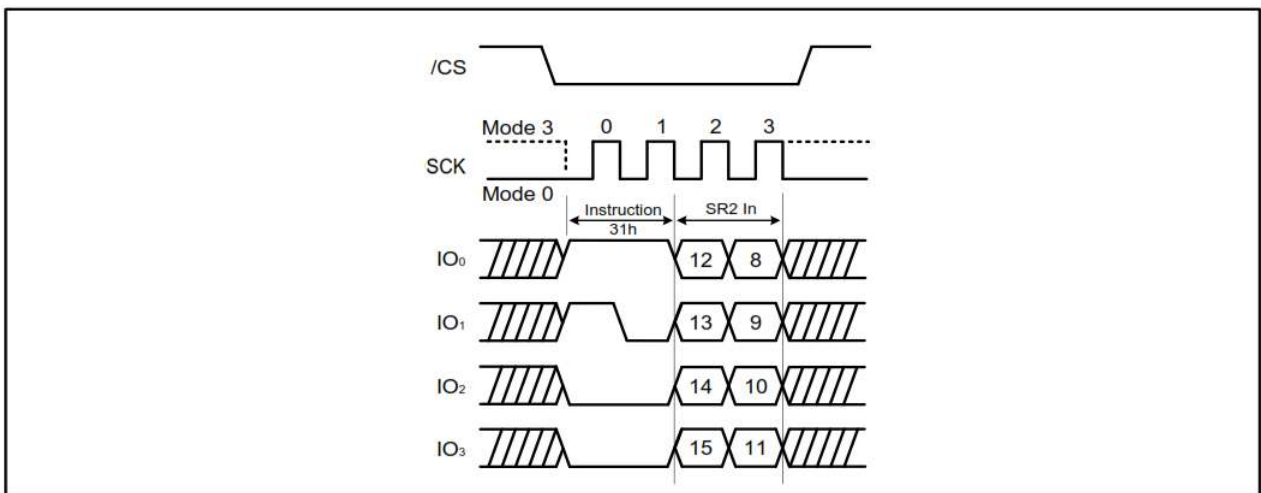 /CS
Mode 3 0 1 2 3
SCK
Mode 0
Instruction SR2 In
31h
IO₀ 12 8
IO₁ 13 9
IO₂ 14 10
IO₃ 15 11